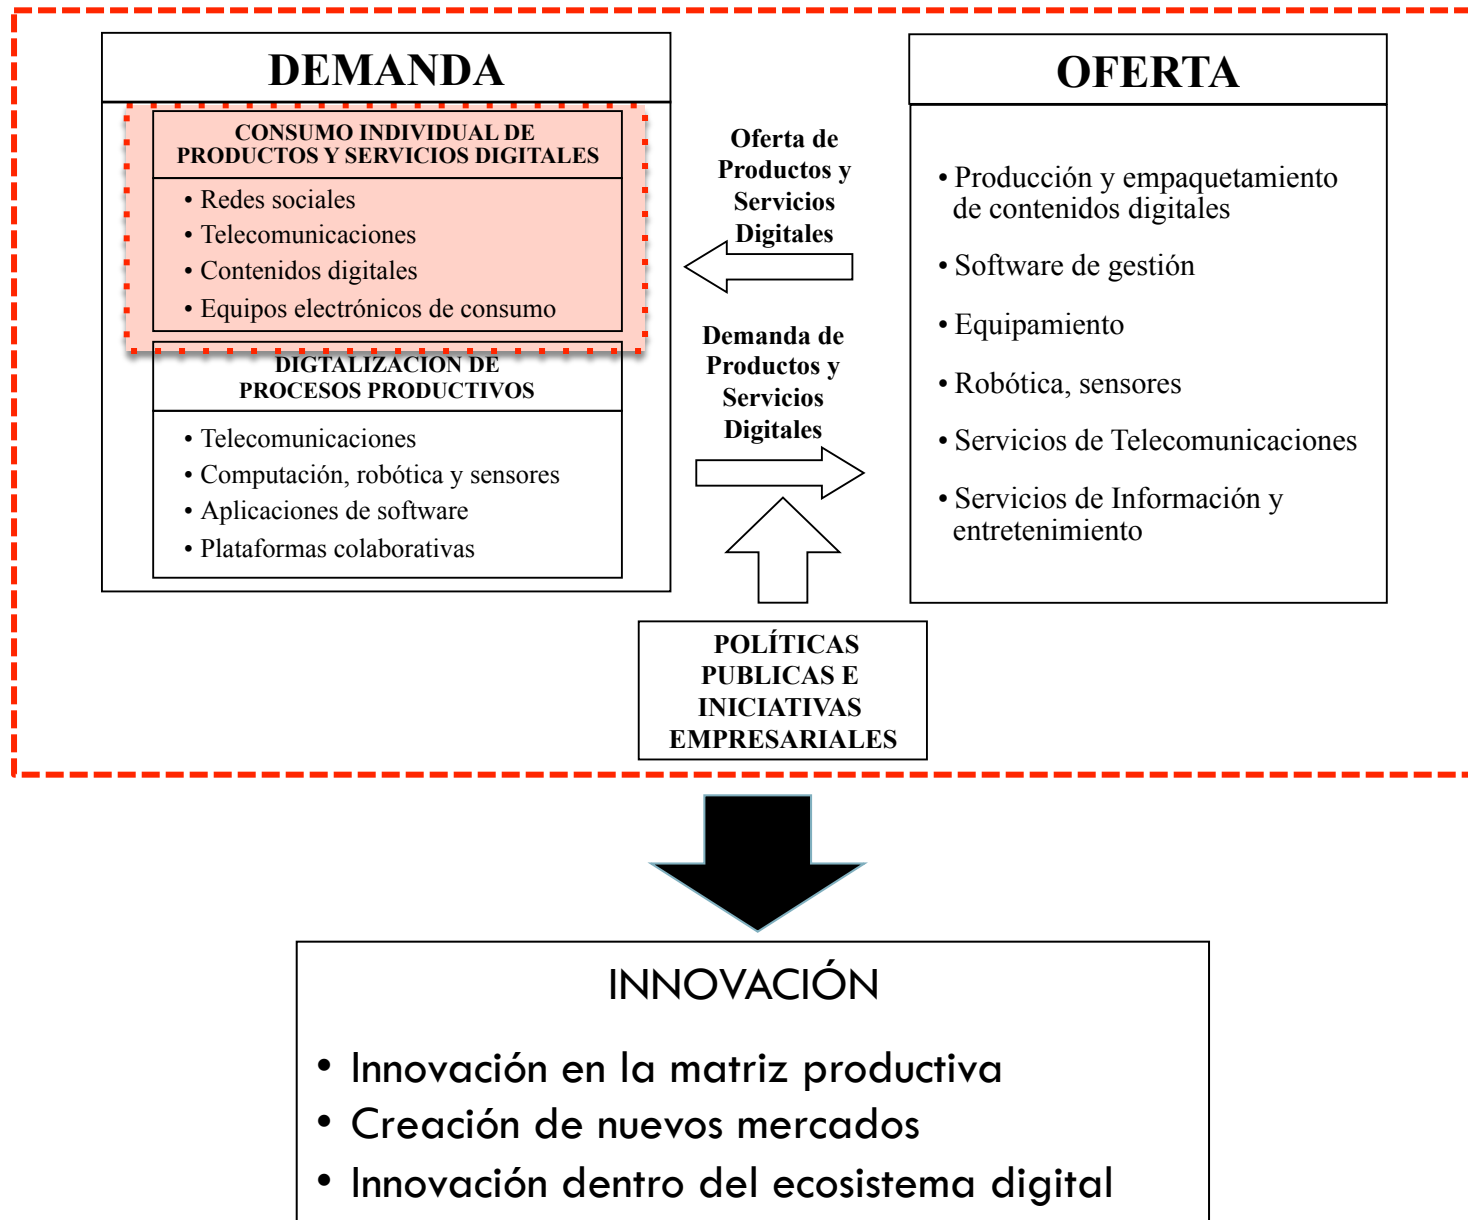 DEMANDA
CONSUMO INDIVIDUAL DE
PRODUCTOS Y SERVICIOS DIGITALES
• Redes sociales
• Telecomunicaciones
• Contenidos digitales
• Equipos electrónicos de consumo
DIGTALIZACION DE
PROCESOS PRODUCTIVOS
• Telecomunicaciones
• Computación, robótica y sensores
• Aplicaciones de software
• Plataformas colaborativas
Oferta de
Productos y
Servicios
Digitales
Demanda de
Productos y
Servicios
Digitales
OFERTA
• Producción y empaquetamiento
de contenidos digitales
• Software de gestión
• Equipamiento
• Robótica, sensores
• Servicios de Telecomunicaciones
• Servicios de Información y
entretenimiento
POLÍTICAS
PUBLICAS E
INICIATIVAS
EMPRESARIALES
INNOVACIÓN
• Innovación en la matriz productiva
• Creación de nuevos mercados
• Innovación dentro del ecosistema digital